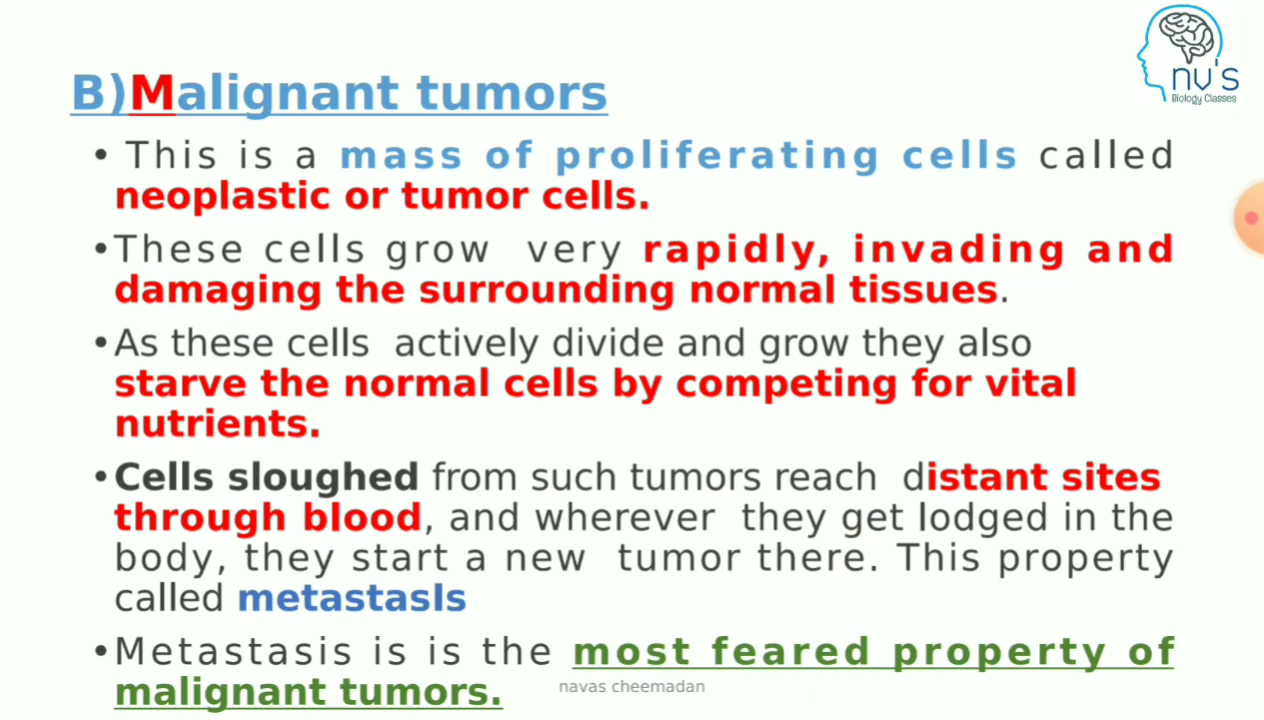 nv's
Biology Classes
B)Malignant tumors
• This is a mass of proliferating cells called
neoplastic or tumor cells.
•These cells grow very rapidly, invading and
damaging the surrounding normal tissues.
•As these cells actively divide and grow they also
starve the normal cells by competing for vital
nutrients.
•Cells sloughed from such tumors reach distant sites
through blood, and wherever they get lodged in the
body, they start a new tumor there. This property
called metastasIs
•Metastasis is is the most feared property of
malignant tumors.
navas cheemadan